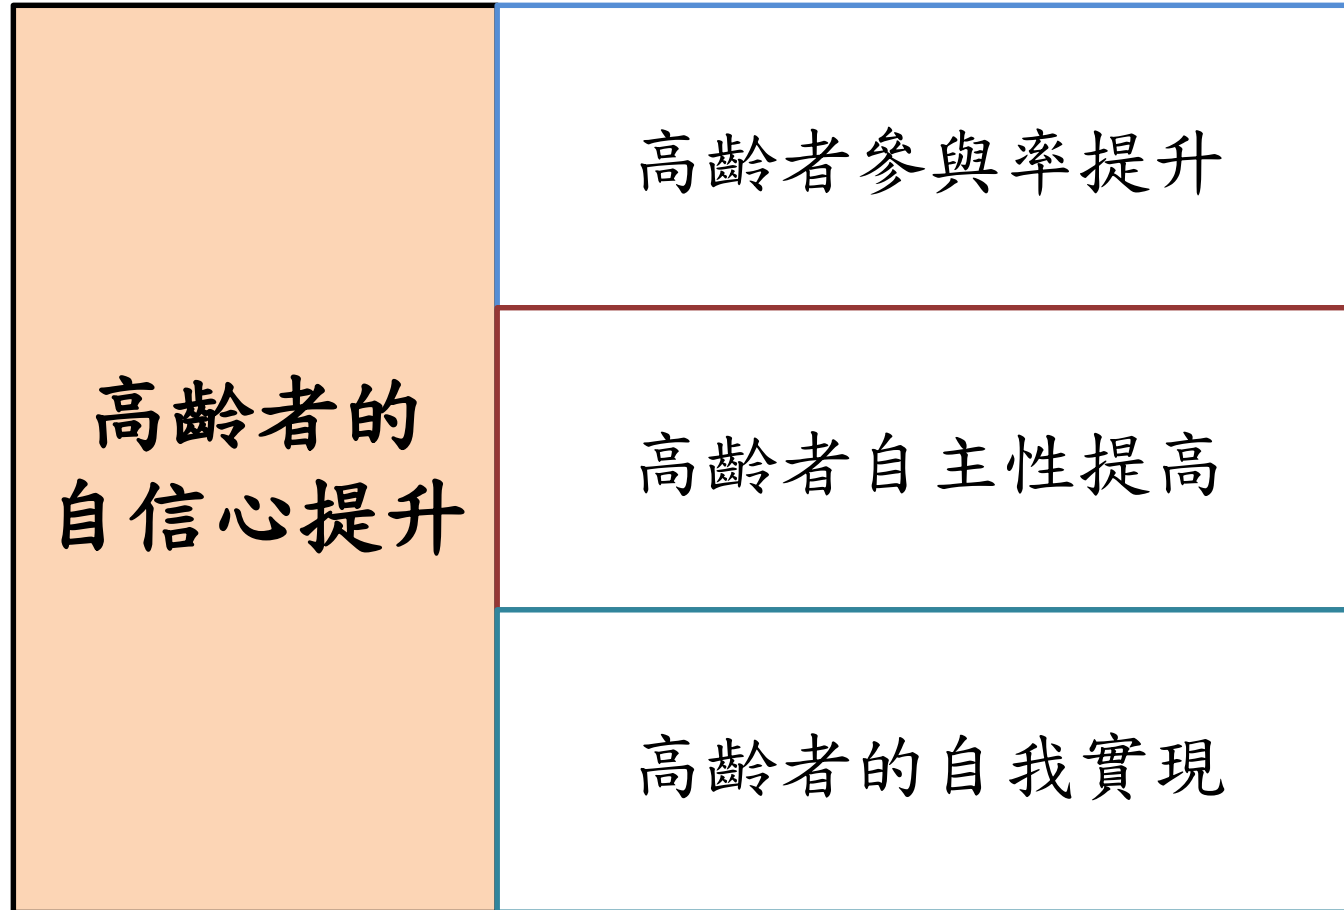 高齡者的
自信心提升
高齡者參與率提升
高齡者自主性提高
高齡者的自我實現